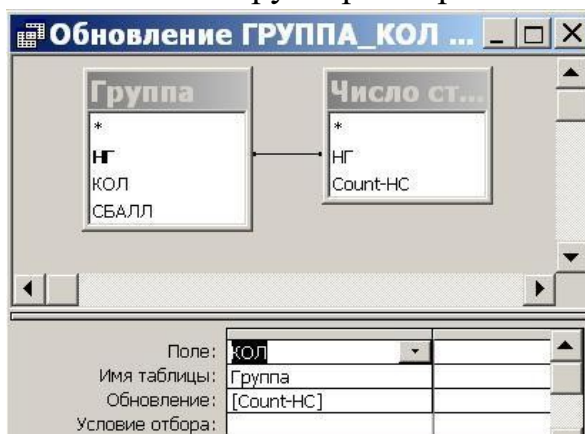 Обновление ГРУППА_КОЛ ...
Группа
*
НГ
КОЛ
СБАЛЛ
Число ст...
*
НГ
Count-НС
Поле: КОЛ
Имя таблицы: Группа
Обновление: [Count-НС]
Условие отбора: